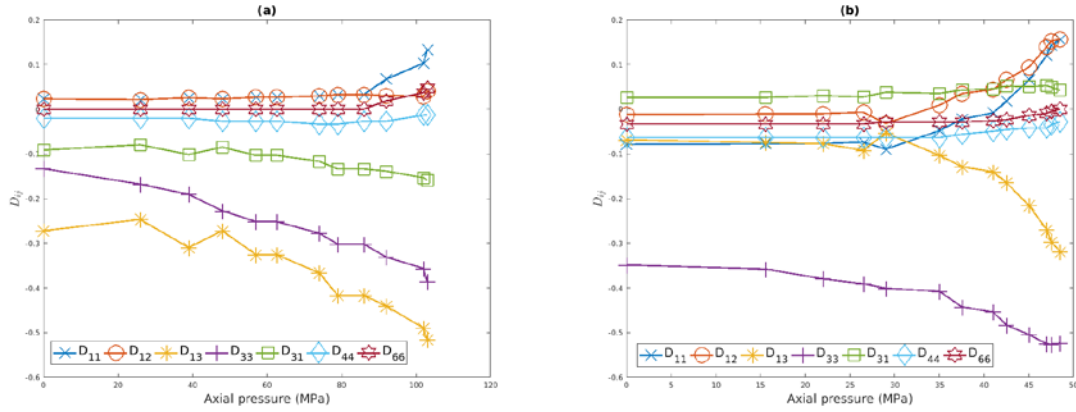 (a)
0.2
0.1
0
-0.1
-0.2
-0.3
-0.4
-0.5
-0.6
D_ij
D11 D12 D13 D33 D31 D44 D66
0 20 40 60 80 100 120
Axial pressure (MPa)
(b)
0.2
0.1
0
-0.1
-0.2
-0.3
-0.4
-0.5
-0.6
D_ij
D11 D12 D13 D33 D31 D44 D66
0 5 10 15 20 25 30 35 40 45 50
Axial pressure (MPa)